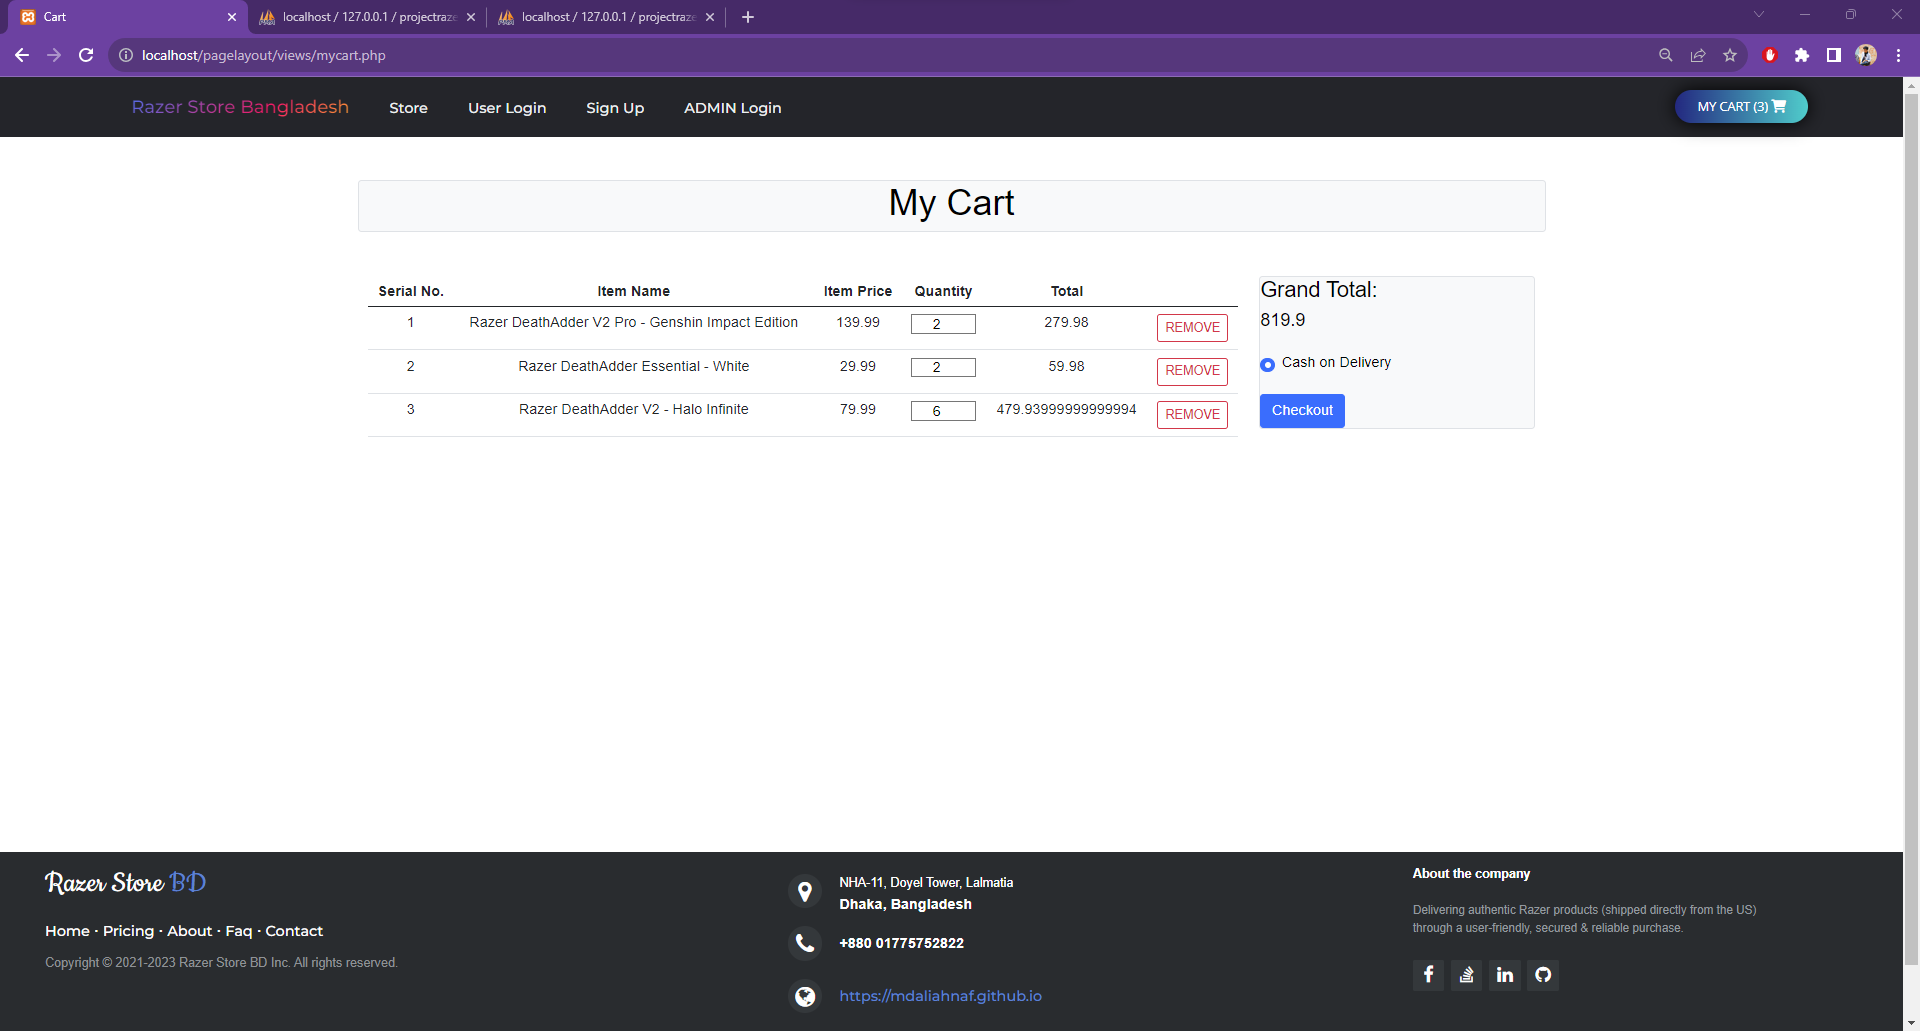 Cart
localhost / 127.0.0.1 / projectraze
localhost / 127.0.0.1 / projectraze
localhost/pagelayout/views/mycart.php
Razer Store Bangladesh
Store
User Login
Sign Up
ADMIN Login
MY CART (3)
My Cart
Serial No. Item Name Item Price Quantity Total
1 Razer DeathAdder V2 Pro - Genshin Impact Edition 139.99 2 279.98 REMOVE
2 Razer DeathAdder Essential - White 29.99 2 59.98 REMOVE
3 Razer DeathAdder V2 - Halo Infinite 79.99 6 479.93999999999994 REMOVE
Grand Total:
819.9
Cash on Delivery
Checkout
Razer Store BD
Home · Pricing · About · Faq · Contact
Copyright © 2021-2023 Razer Store BD Inc. All rights reserved.
NHA-11, Doyel Tower, Lalmatia
Dhaka, Bangladesh
+880 01775752822
https://mdaliahnaf.github.io
About the company
Delivering authentic Razer products (shipped directly from the US)
through a user-friendly, secured & reliable purchase.